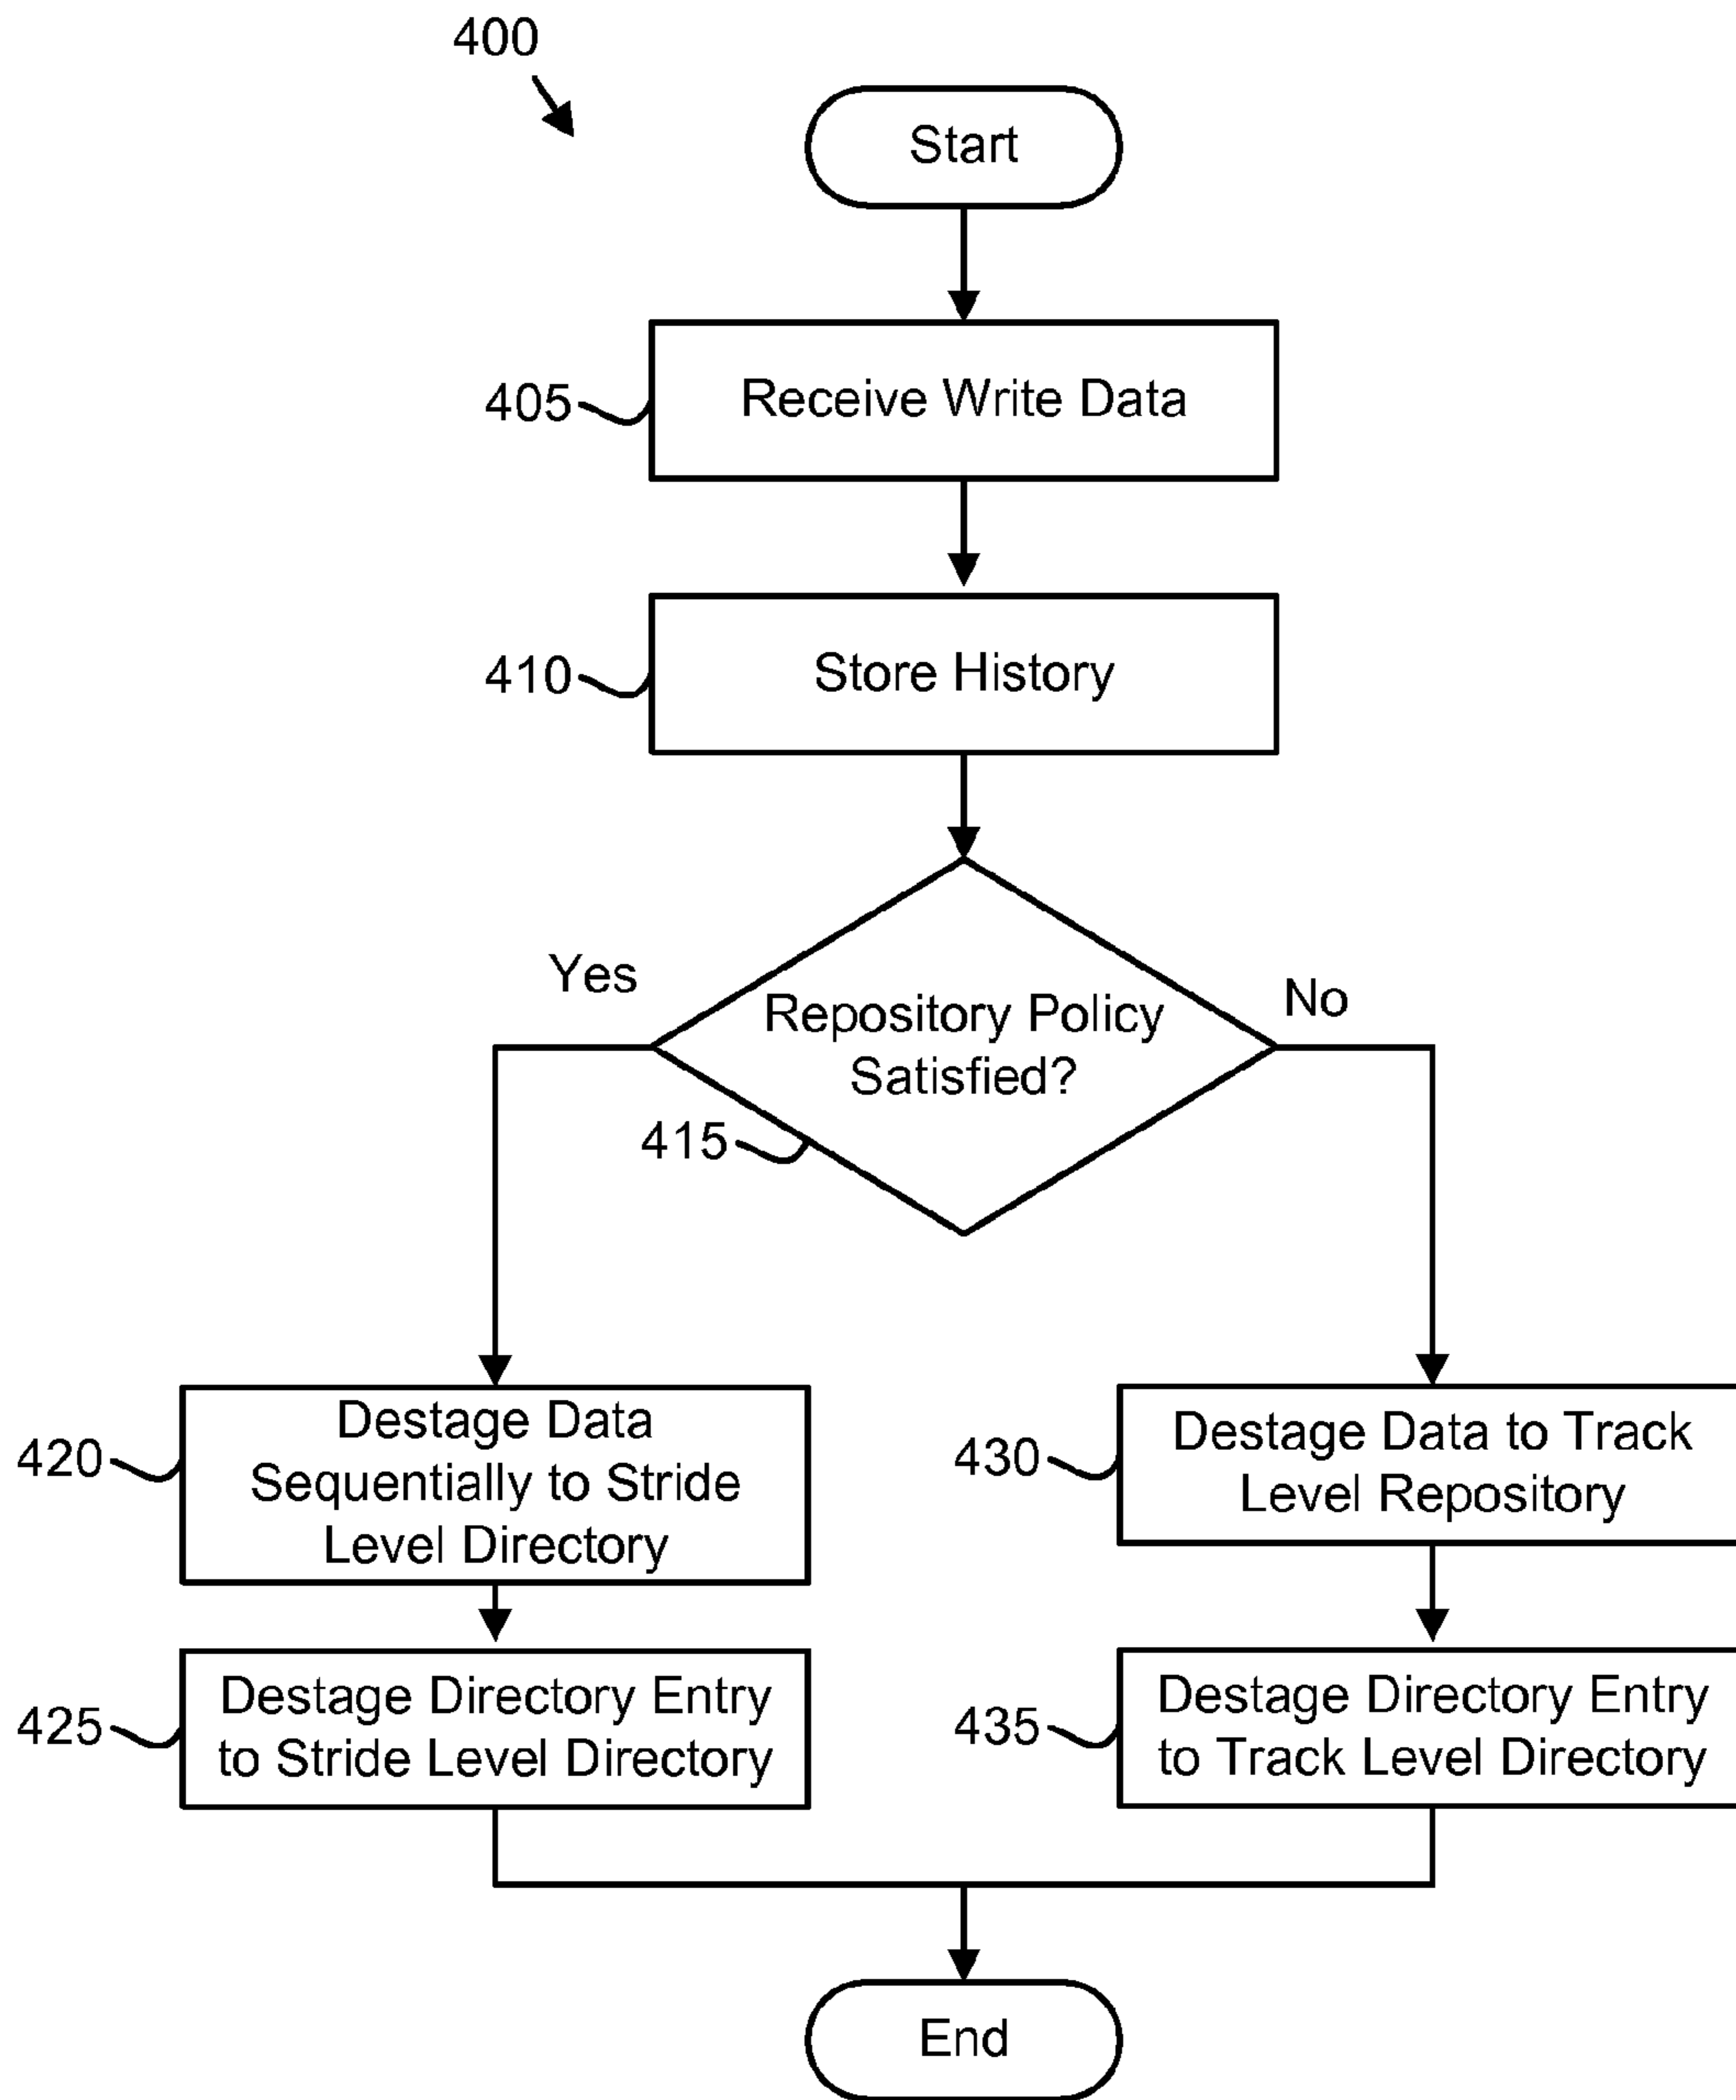 400
Start
405
Receive Write Data
410
Store History
Yes
No
Repository Policy
Satisfied?
415
420
Destage Data
Sequentially to Stride
Level Directory
430
Destage Data to Track
Level Repository
425
Destage Directory Entry
to Stride Level Directory
435
Destage Directory Entry
to Track Level Directory
End